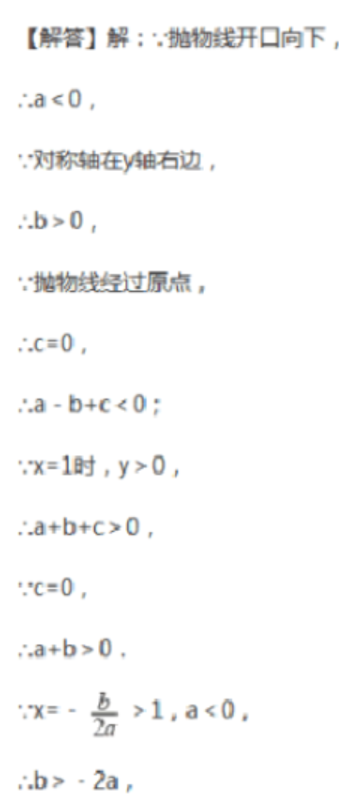 【解答】解：∵抛物线开口向下，
∴a<0，
∵对称轴在y轴右边，
∴b>0，
∵抛物线经过原点，
∴c=0，
∴a-b+c<0；
∵x=1时，y>0，
∴a+b+c>0，
∵c=0，
∴a+b>0．
∵x=-b/2a>1，a<0，
∴b>-2a，